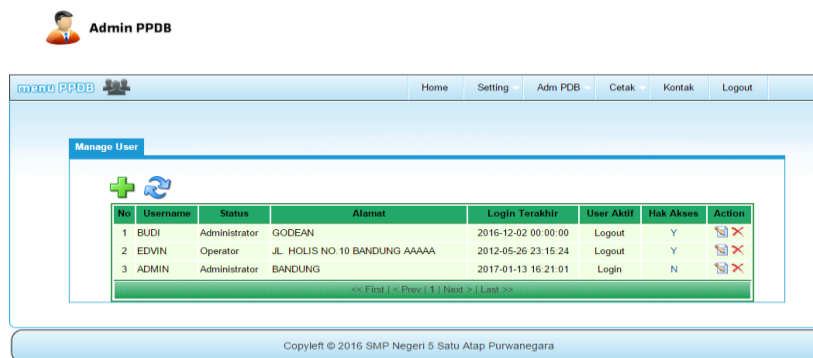 Admin PPDB
menu PPDB Home Setting Adm PDB Cetak Kontak Logout
Manage User
No Username Status Alamat Login Terakhir User Aktif Hak Akses Action
1 BUDI Administrator GODEAN 2016-12-02 00:00:00 Logout Y
2 EDVIN Operator JL. HOLIS NO.10 BANDUNG AAAAA 2012-05-26 23:15:24 Logout Y
3 ADMIN Administrator BANDUNG 2017-01-13 16:21:01 Login N
<< First | < Prev | 1 | Next > | Last >>
Copyleft © 2016 SMP Negeri 5 Satu Atap Purwanegara